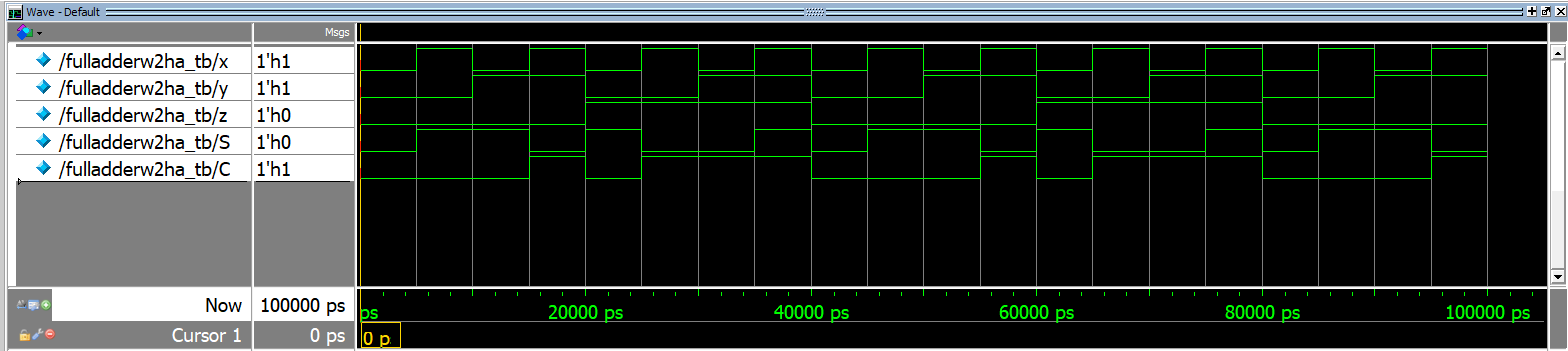 Wave - Default
Msgs
/fulladderw2ha_tb/x 1'h1
/fulladderw2ha_tb/y 1'h1
/fulladderw2ha_tb/z 1'h0
/fulladderw2ha_tb/S 1'h0
/fulladderw2ha_tb/C 1'h1
Now 100000 ps ps 20000 ps 40000 ps 60000 ps 80000 ps 100000 ps
Cursor 1 0 ps 0 p